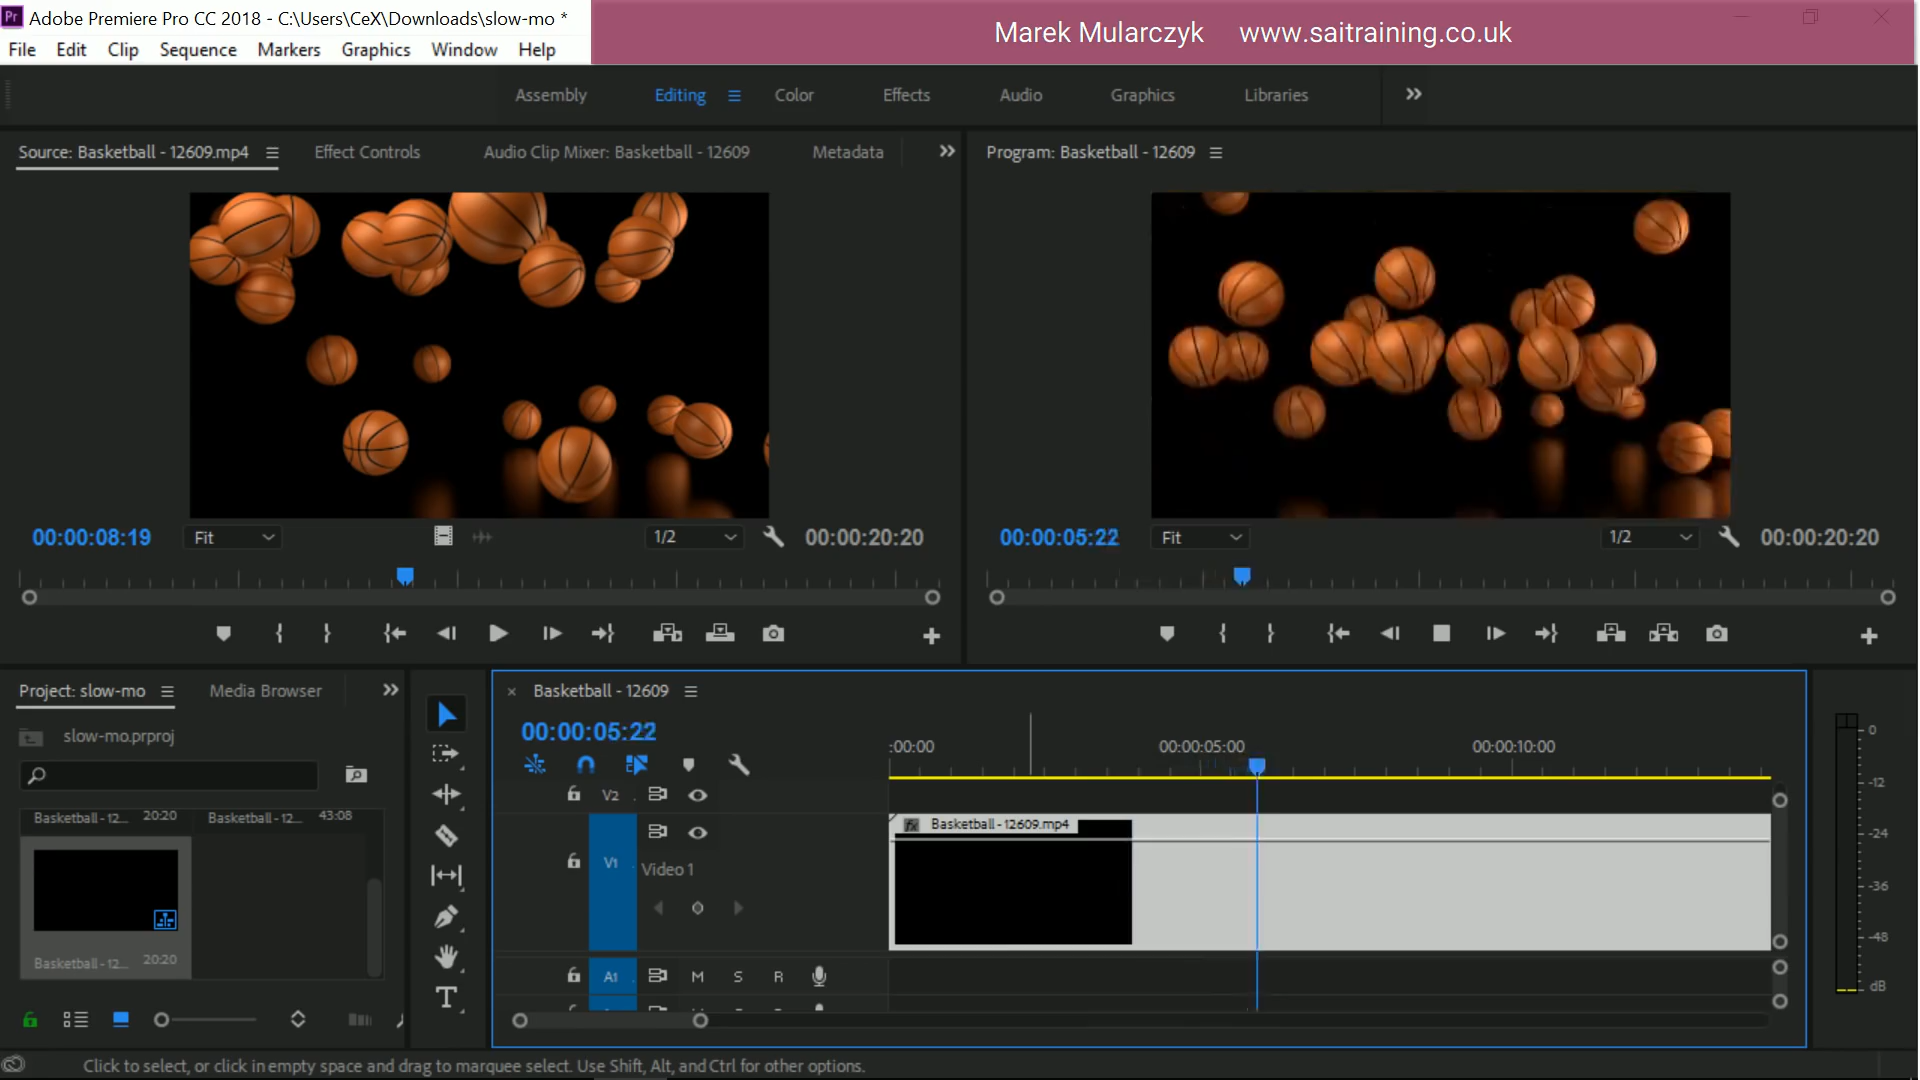 Pr Adobe Premiere Pro CC 2018 - C:\Users\CeX\Downloads\slow-mo *
Marek Mularczyk www.saitraining.co.uk
File Edit Clip Sequence Markers Graphics Window Help
Assembly Editing Color Effects Audio Graphics Libraries
Source: Basketball - 12609.mp4 Effect Controls Audio Clip Mixer: Basketball - 12609 Metadata
Program: Basketball - 12609
00:00:08:19 Fit 1/2 00:00:20:20
00:00:05:22 Fit 1/2 00:00:20:20
Project: slow-mo Media Browser
slow-mo.prproj
Basketball - 12... 20:20 Basketball - 12... 43:08
Basketball - 12... 20:20
T
× Basketball - 12609
00:00:05:22
:00:00 00:00:05:00 00:00:10:00
V2
V1 Video 1
fx Basketball - 12609.mp4
A1 M S R
0
-12
-24
-36
-48
dB
Click to select, or click in empty space and drag to marquee select. Use Shift, Alt, and Ctrl for other options.